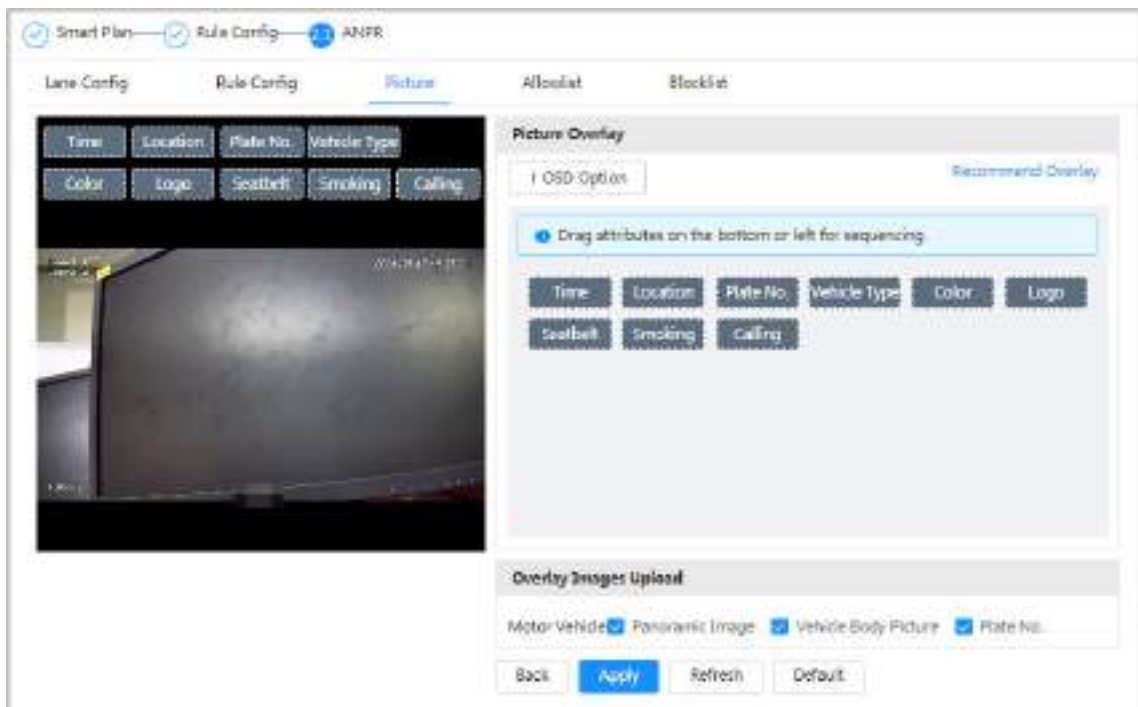 Smart Plan Rule Config ANPR
Lane Config Rule Config Picture Allowlist Blocklist
Time Location Plate No. Vehicle Type
Color Logo Seatbelt Smoking Calling
Picture Overlay
OSD Option Recommend Overlay
Drag attributes on the bottom or left for sequencing.
Time Location Plate No. Vehicle Type Color Logo
Seatbelt Smoking Calling
Overlay Images Upload
Motor Vehicle Panoramic Image Vehicle Body Picture Plate No.
Back Apply Refresh Default